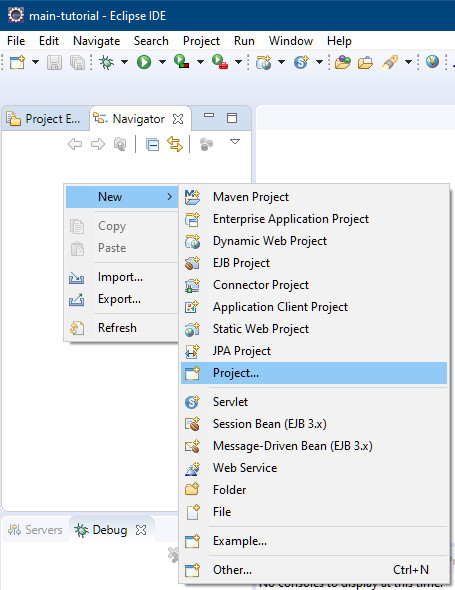 main-tutorial - Eclipse IDE
File Edit Navigate Search Project Run Window Help
Project E... Navigator
New
Copy
Paste
Import...
Export...
Refresh
Maven Project
Enterprise Application Project
Dynamic Web Project
EJB Project
Connector Project
Application Client Project
Static Web Project
JPA Project
Project...
Servlet
Session Bean (EJB 3.x)
Message-Driven Bean (EJB 3.x)
Web Service
Folder
File
Example...
Other... Ctrl+N
Servers Debug
No consoles to display at this time.